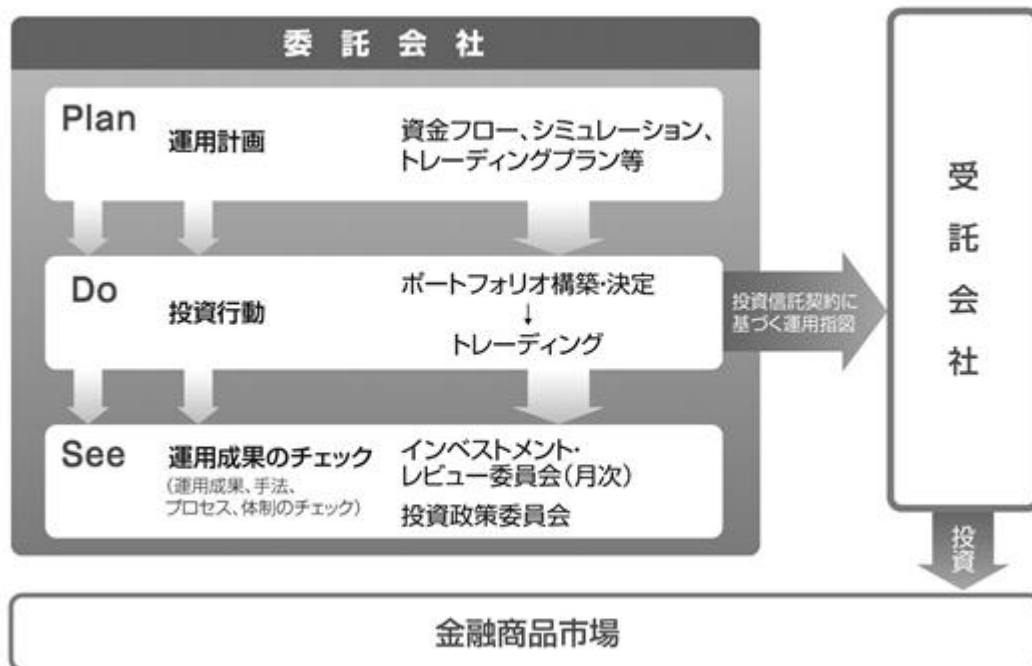 委託会社
Plan
運用計画
資金フロー、シミュレーション、
トレーディングプラン等
Do
投資行動
ポートフォリオ構築・決定
↓
トレーディング
See
運用成果のチェック
(運用成果、手法、
プロセス、体制のチェック)
インベストメント・
レビュー委員会(月次)
投資政策委員会
投資信託契約に
基づく運用指図
受託会社
投資
金融商品市場